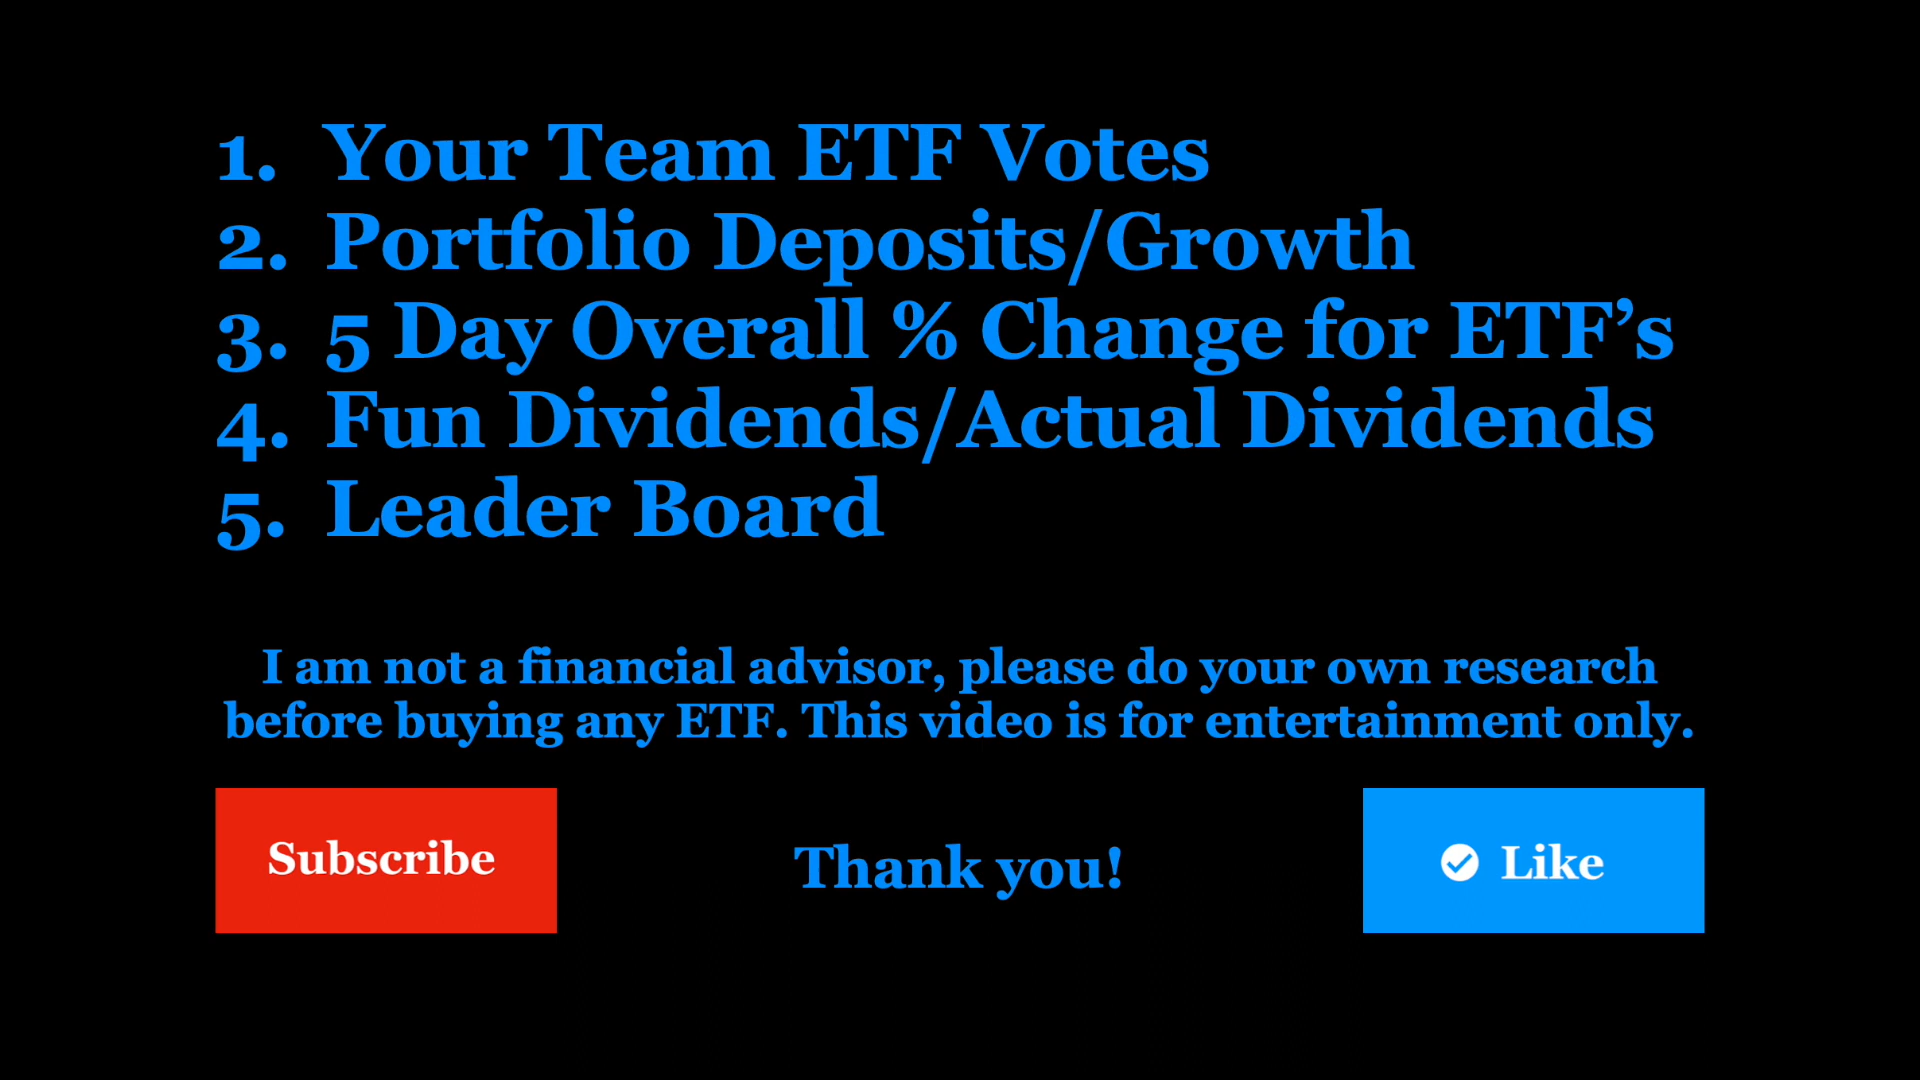 1. Your Team ETF Votes
2. Portfolio Deposits/Growth
3. 5 Day Overall % Change for ETF’s
4. Fun Dividends/Actual Dividends
5. Leader Board
I am not a financial advisor, please do your own research
before buying any ETF. This video is for entertainment only.
Subscribe
Thank you!
Like